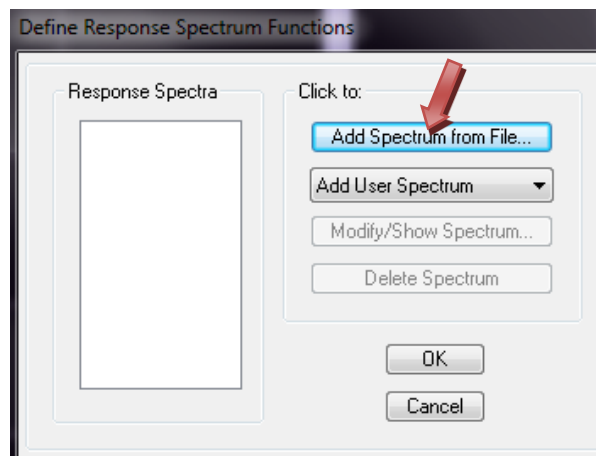 Define Response Spectrum Functions
Response Spectra
Click to:
Add Spectrum from File...
Add User Spectrum
Modify/Show Spectrum...
Delete Spectrum
OK
Cancel